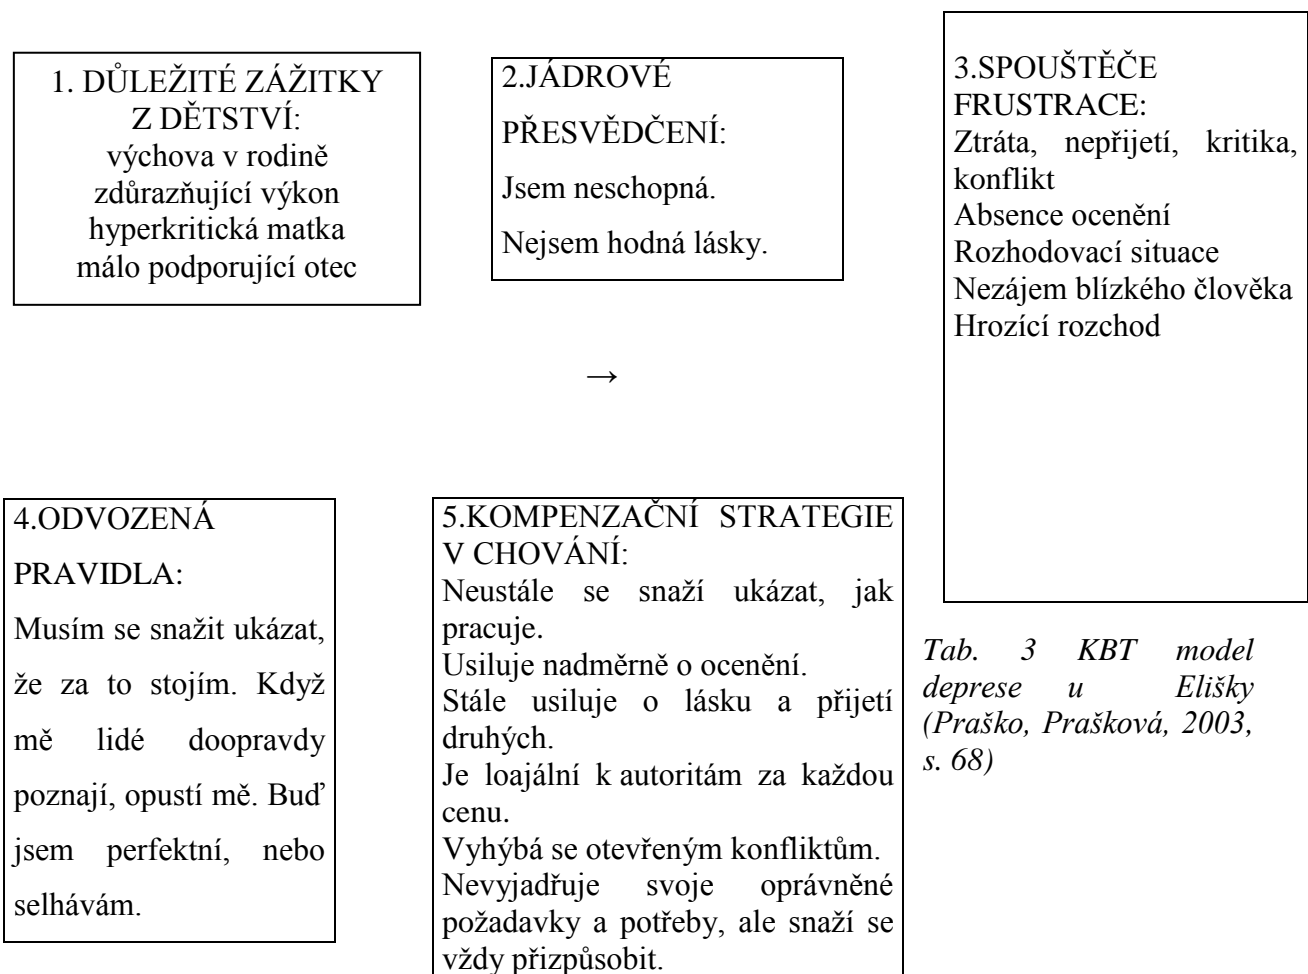 1. DŮLEŽITÉ ZÁŽITKY
Z DĚTSTVÍ:
výchova v rodině
zdůrazňující výkon
hyperkritická matka
málo podporující otec
2.JÁDROVÉ
PŘESVĚDČENÍ:
Jsem neschopná.
Nejsem hodná lásky.
3.SPOUŠTĚČE
FRUSTRACE:
Ztráta, nepřijetí, kritika,
konflikt
Absence ocenění
Rozhodovací situace
Nezájem blízkého člověka
Hrozící rozchod
→
4.ODVOZENÁ
PRAVIDLA:
Musím se snažit ukázat,
že za to stojím. Když
mě lidé doopravdy
poznají, opustí mě. Buď
jsem perfektní, nebo
selhávám.
5.KOMPENZAČNÍ STRATEGIE
V CHOVÁNÍ:
Neustále se snaží ukázat, jak
pracuje.
Usiluje nadměrně o ocenění.
Stále usiluje o lásku a přijetí
druhých.
Je loajální k autoritám za každou
cenu.
Vyhýbá se otevřeným konfliktům.
Nevyjadřuje svoje oprávněné
požadavky a potřeby, ale snaží se
vždy přizpůsobit.
Tab. 3 KBT model
deprese u Elišky
(Praško, Prašková, 2003,
s. 68)